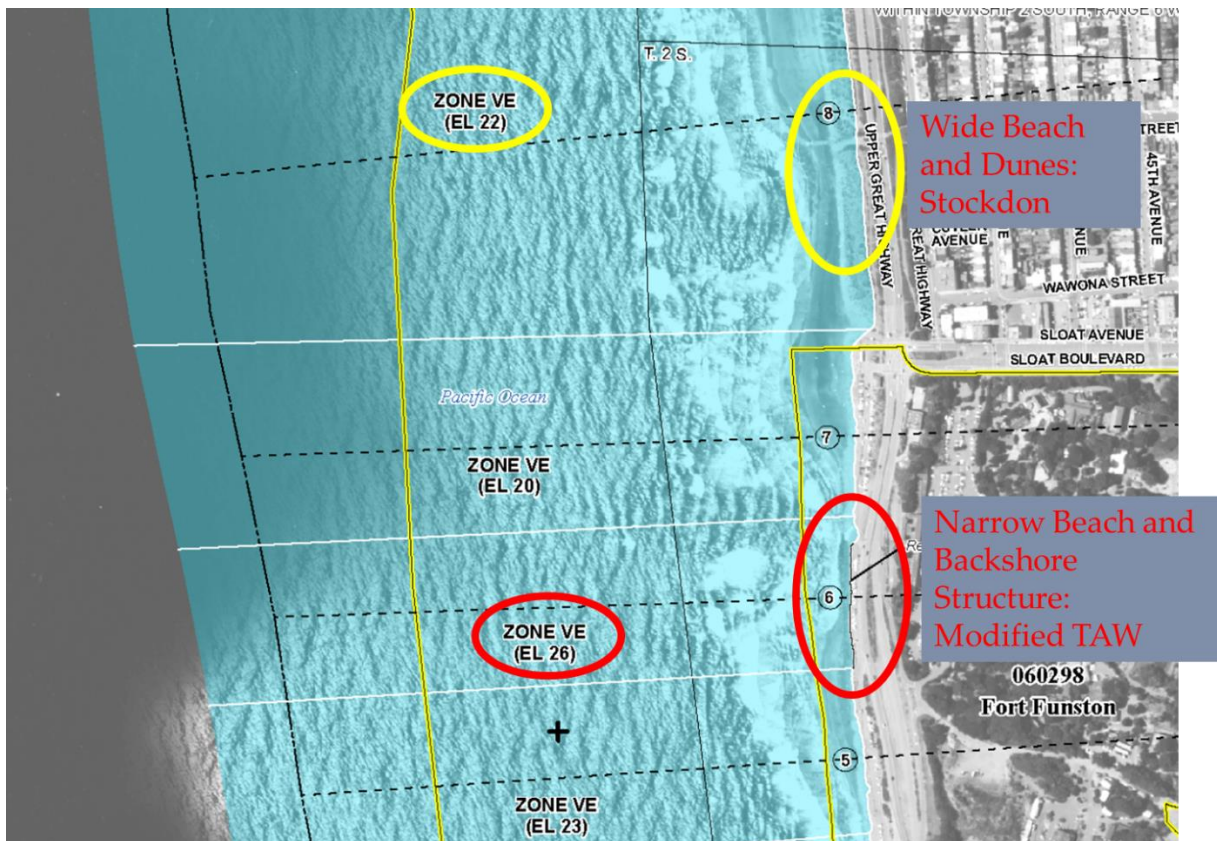 WITHIN TOWNSHIP 2 SOUTH, RANGE 6 W
T. 2 S.
ZONE VE
(EL 22)
8
UPPER GREAT HIGHWAY
Wide Beach
and Dunes:
Stockdon
STREET
45TH AVENUE
AVENUE
GREAT HIGHWAY
WAWONA STREET
SLOAT AVENUE
SLOAT BOULEVARD
Pacific Ocean
7
ZONE VE
(EL 20)
Narrow Beach and
Backshore
Structure:
Modified TAW
Re
6
ZONE VE
(EL 26)
060298
Fort Funston
5
ZONE VE
(EL 23)